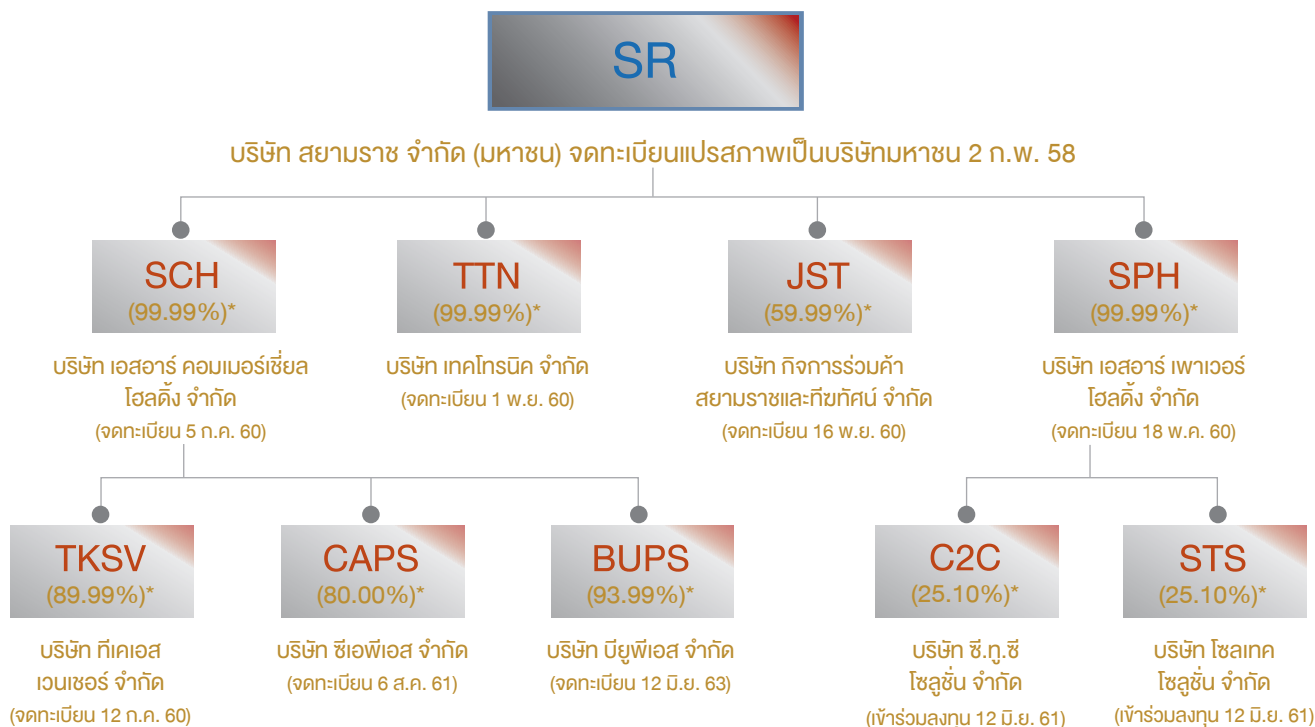 SR
บริษัท สยามราช จำกัด (มหาชน) จดทะเบียนแปรสภาพเป็นบริษัทมหาชน 2 ก.พ. 58
SCH
(99.99%)*
บริษัท เอสอาร์ คอมเมอร์เชี่ยล
โฮลดิ้ง จำกัด
(จดทะเบียน 5 ก.ค. 60)
TTN
(99.99%)*
บริษัท เทคโทรนิค จำกัด
(จดทะเบียน 1 พ.ย. 60)
JST
(59.99%)*
บริษัท กิจการร่วมค้า
สยามราชและทีฆทัศน์ จำกัด
(จดทะเบียน 16 พ.ย. 60)
SPH
(99.99%)*
บริษัท เอสอาร์ เพาเวอร์
โฮลดิ้ง จำกัด
(จดทะเบียน 18 พ.ค. 60)
TKSV
(89.99%)*
บริษัท ทีเคเอส
เวนเชอร์ จำกัด
(จดทะเบียน 12 ก.ค. 60)
CAPS
(80.00%)*
บริษัท ซีเอพีเอส จำกัด
(จดทะเบียน 6 ส.ค. 61)
BUPS
(93.99%)*
บริษัท บียูพีเอส จำกัด
(จดทะเบียน 12 มิ.ย. 63)
C2C
(25.10%)*
บริษัท ซี.ทู.ซี
โซลูชั่น จำกัด
(เข้าร่วมลงทุน 12 มิ.ย. 61)
STS
(25.10%)*
บริษัท โซลเทค
โซลูชั่น จำกัด
(เข้าร่วมลงทุน 12 มิ.ย. 61)